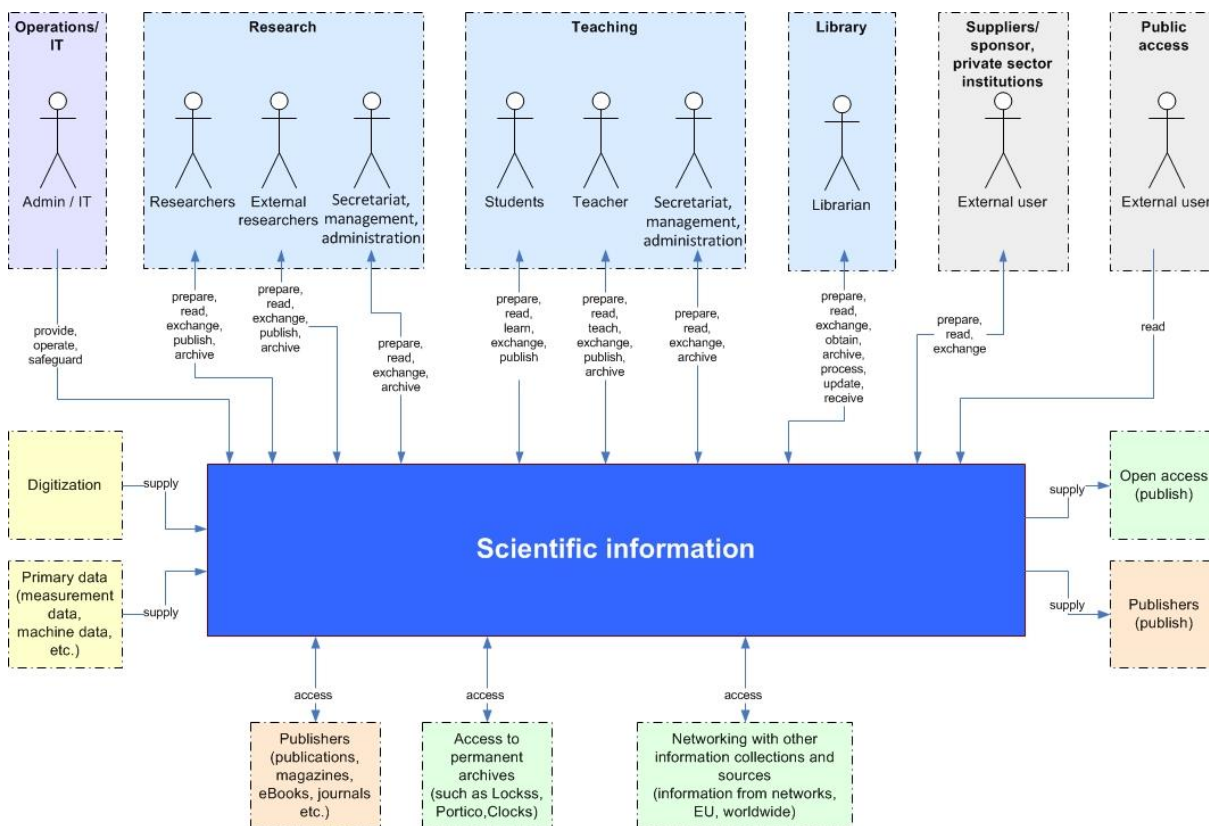 Operations/
IT
Research
Teaching
Library
Suppliers/
sponsor,
private sector
institutions
Public
access
Admin / IT
Researchers
External
researchers
Secretariat,
management,
administration
Students
Teacher
Secretariat,
management,
administration
Librarian
External user
External user
provide,
operate,
safeguard
prepare,
read,
exchange,
publish,
archive
prepare,
read,
exchange,
publish,
archive
prepare,
read,
exchange,
archive
prepare,
read,
learn,
exchange,
publish
prepare,
read,
teach,
exchange,
publish,
archive
prepare,
read,
exchange,
archive
prepare,
read,
exchange,
obtain,
archive,
process,
update,
receive
prepare,
read,
exchange
read
Digitization
supply
Primary data
(measurement
data,
machine data,
etc.)
supply
Scientific information
supply
Open access
(publish)
supply
Publishers
(publish)
access
access
access
Publishers
(publications,
magazines,
eBooks, journals
etc.)
Access to
permanent
archives
(such as Lockss,
Portico,Clocks)
Networking with other
information collections and
sources
(information from networks,
EU, worldwide)